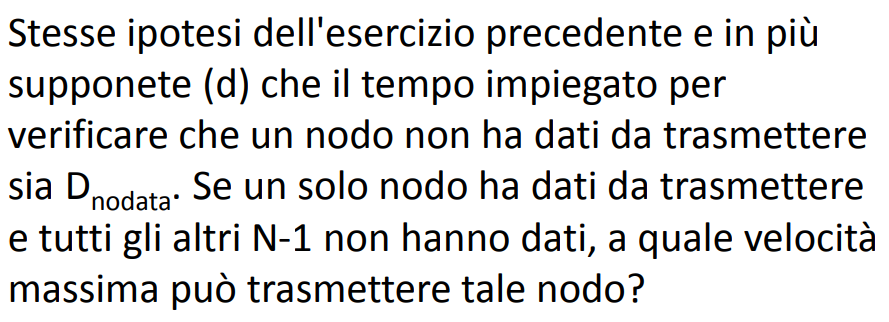 Stesse ipotesi dell'esercizio precedente e in più
supponete (d) che il tempo impiegato per
verificare che un nodo non ha dati da trasmettere
sia Dnodata. Se un solo nodo ha dati da trasmettere
e tutti gli altri N-1 non hanno dati, a quale velocità
massima può trasmettere tale nodo?